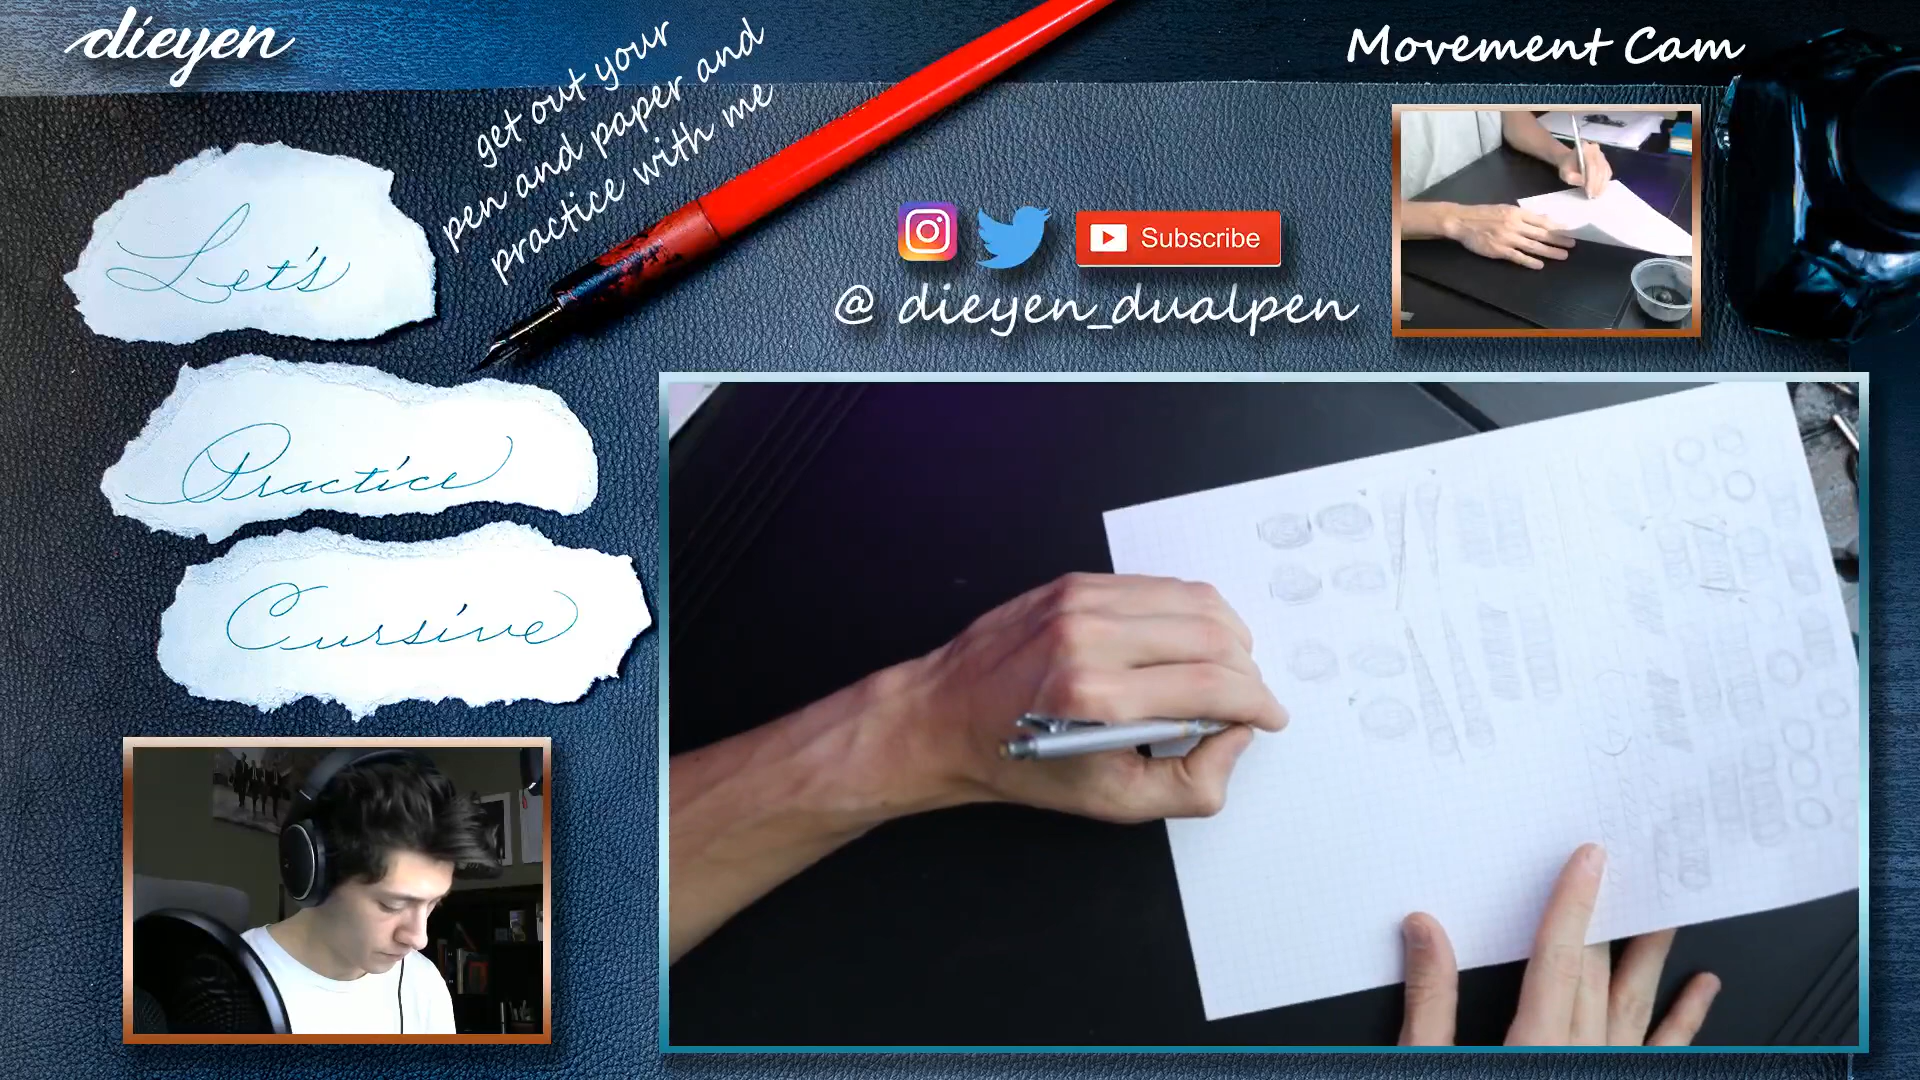 dieyen
get out your
pen and paper and
practice with me
Movement Cam
Let's
Practice
Cursive
Subscribe
@ dieyen_dualpen